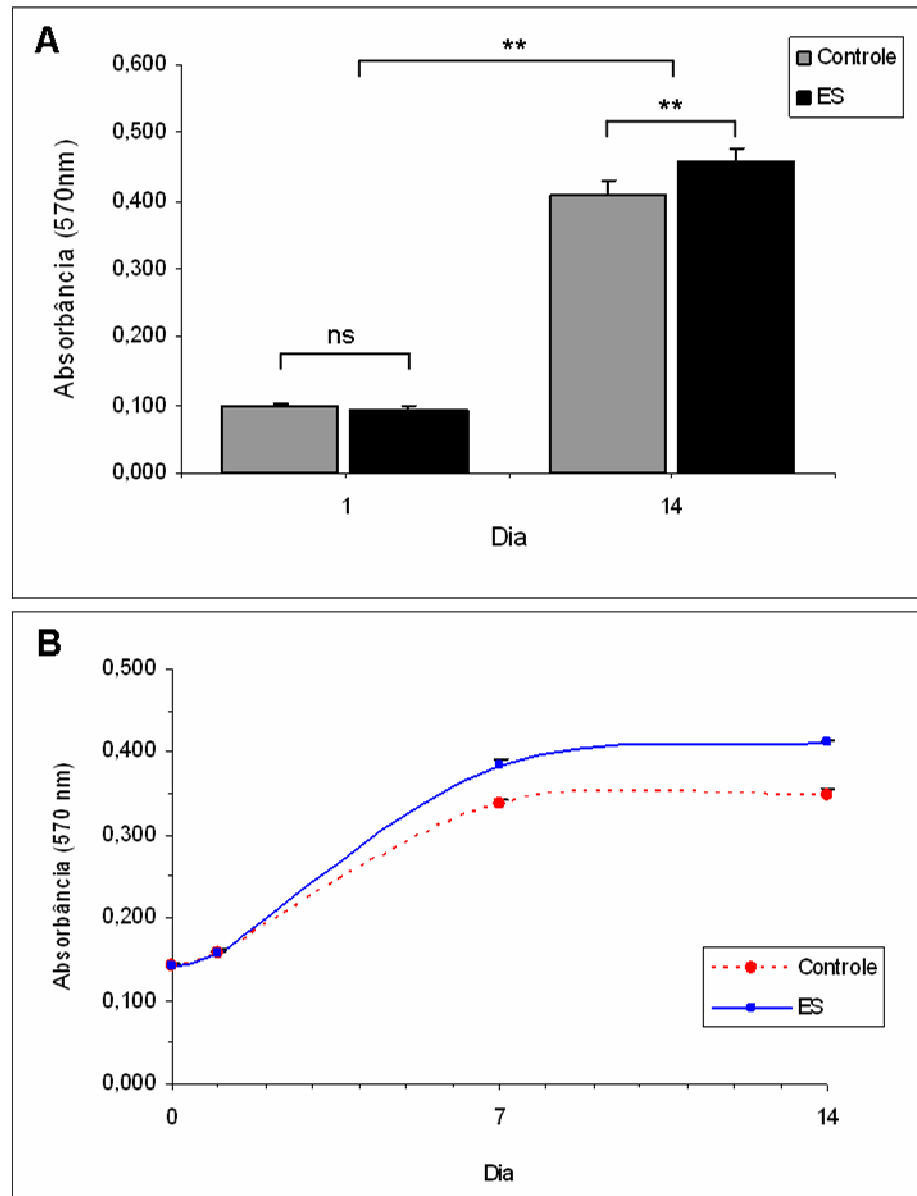 A
**
Controle
ES
0,600
**
0,500
0,400
0,300
0,200
ns
0,100
0,000
1
14
Dia
Absorbância (570nm)
B
0,500
0,400
0,300
0,200
0,100
0,000
Controle
ES
0
7
14
Dia
Absorbância (570 nm)